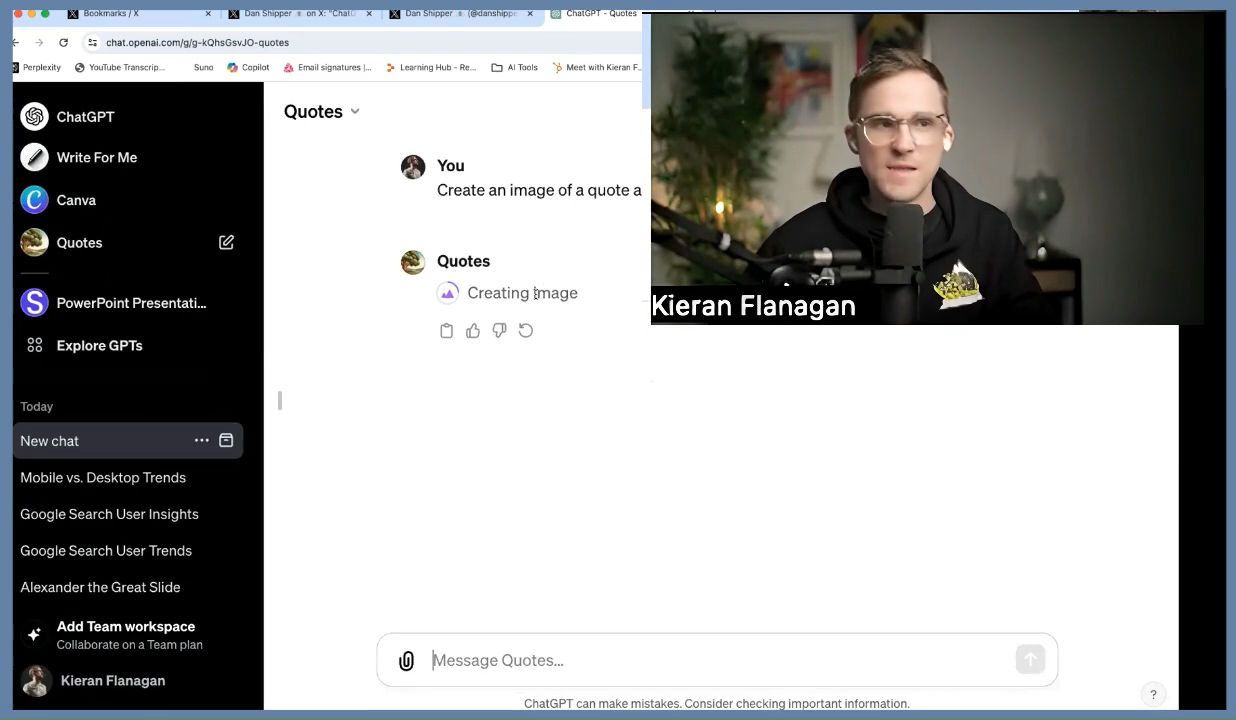 Bookmarks / X
Dan Shipper on X: "ChatG
Dan Shipper (@danshippe
ChatGPT - Quotes
chat.openai.com/g/g-kQhsGsvJO-quotes
Perplexity
YouTube Transcrip...
Suno
Copilot
Email signatures |...
Learning Hub - Re...
AI Tools
Meet with Kieran F...
ChatGPT
Write For Me
Canva
Quotes
PowerPoint Presentati...
Explore GPTs
Today
New chat
Mobile vs. Desktop Trends
Google Search User Insights
Google Search User Trends
Alexander the Great Slide
Add Team workspace
Collaborate on a Team plan
Kieran Flanagan
Quotes
You
Create an image of a quote a
Quotes
Creating image
Message Quotes...
ChatGPT can make mistakes. Consider checking important information.
?
Kieran Flanagan